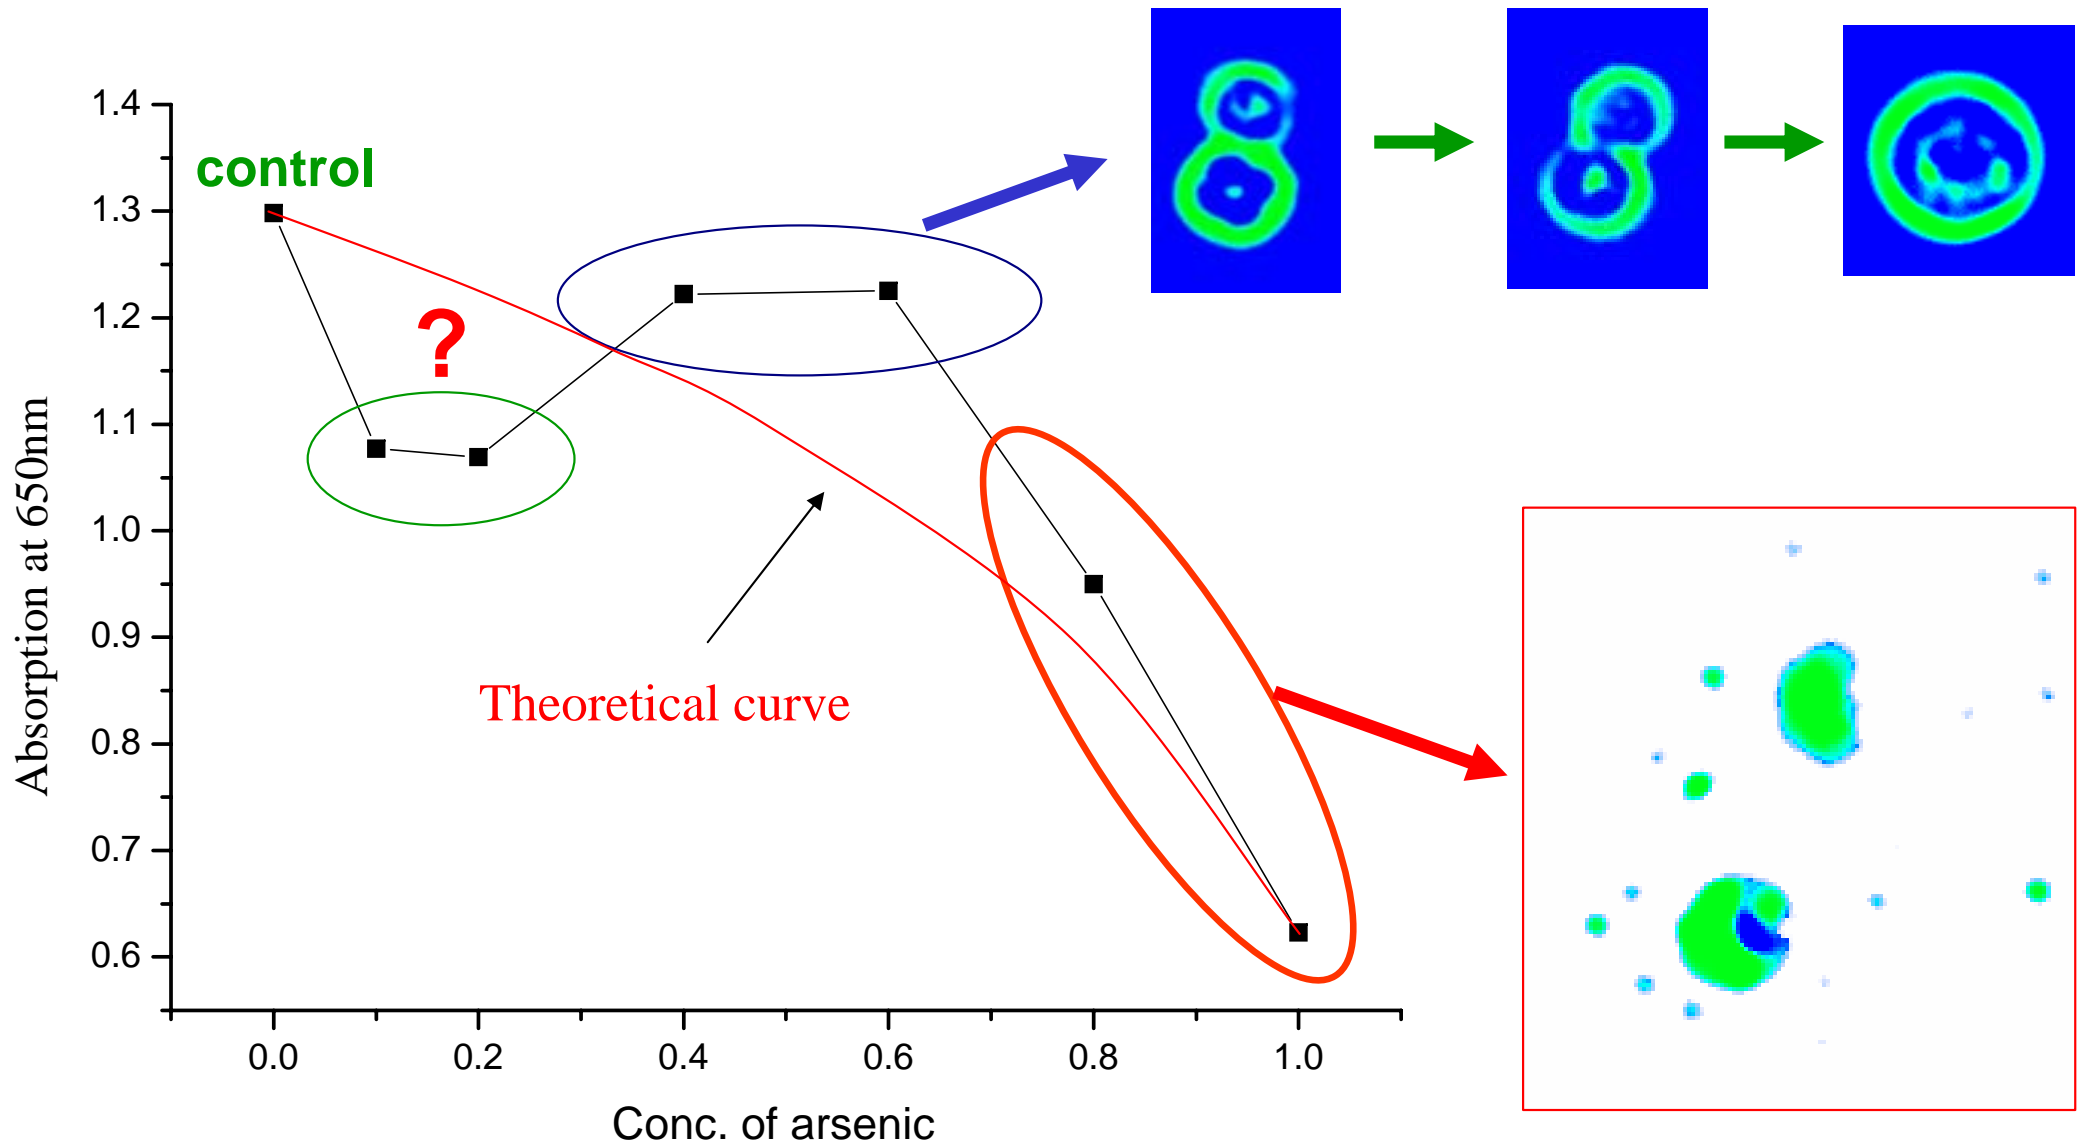 control
?
Theoretical curve
Absorption at 650nm
1.4
1.3
1.2
1.1
1.0
0.9
0.8
0.7
0.6
0.0 0.2 0.4 0.6 0.8 1.0
Conc. of arsenic